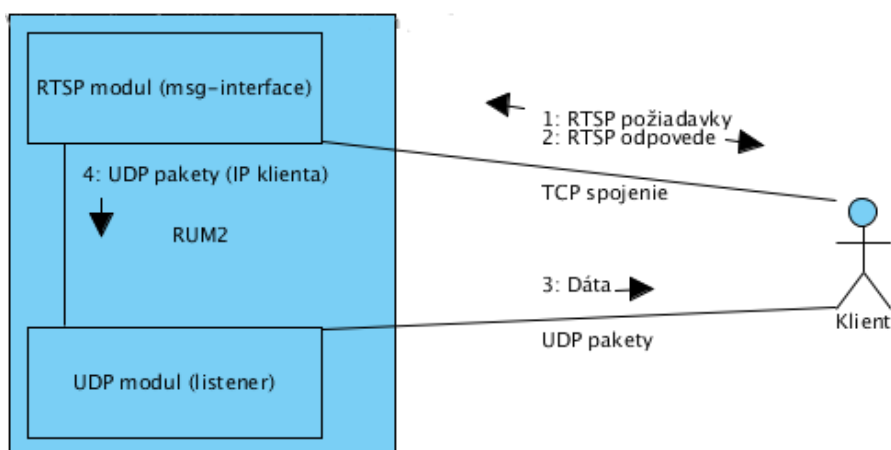 RTSP modul (msg-interface)
1: RTSP požiadavky
2: RTSP odpovede
4: UDP pakety (IP klienta)
TCP spojenie
RUM2
3: Dáta
Klient
UDP pakety
UDP modul (listener)